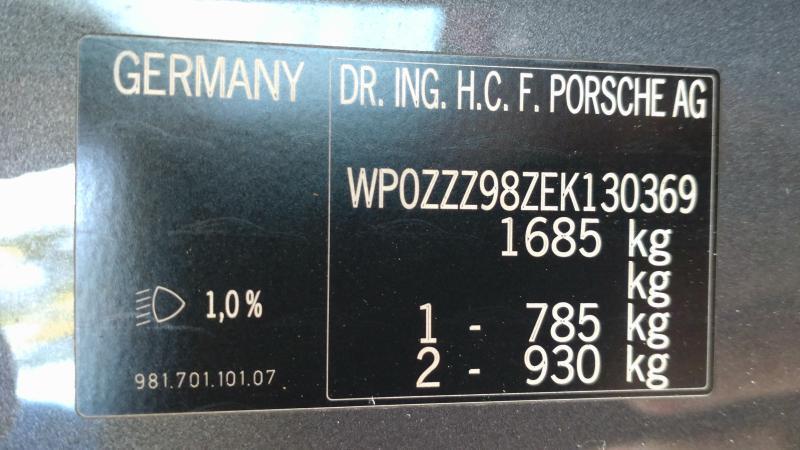 GERMANY
DR. ING. H.C. F. PORSCHE AG
WP0ZZZ98ZEK130369
1685 kg
kg
1 - 785 kg
2 - 930 kg
1,0%
981.701.101.07